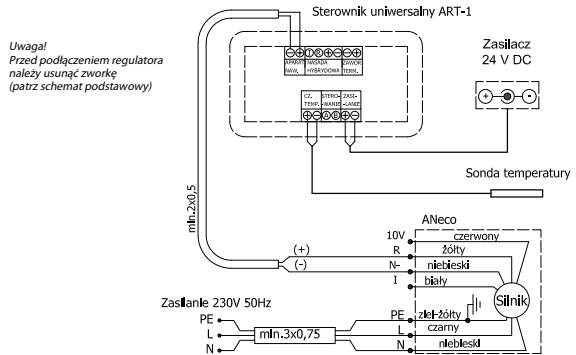 Sterownik uniwersalny ART-1
Uwaga!
Przed podłączeniem regulatora
należy usunąć zworkę
(patrz schemat podstawowy)
Zasilacz
24 V DC
APARAT NASADA ZAWÓR
NAW. HYBRYDOWA TERM.
I R
CZ. STERO- ZASI-
TEMP. -WANIE -LANIE
A B
+ -
Sonda temperatury
min.2x0,5
ANeco
10V czerwony
(+) R żółty
(-) N- niebieski
I biały
Silnik
Zasilanie 230V 50Hz
PE PE ziel-żółty
L min.3x0,75 L czarny
N N niebieski